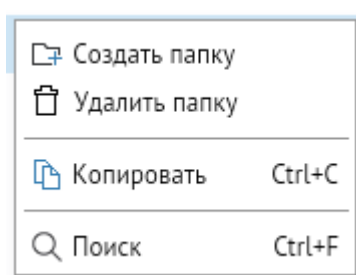 Создать папку
Удалить папку
Копировать Ctrl+C
Поиск Ctrl+F